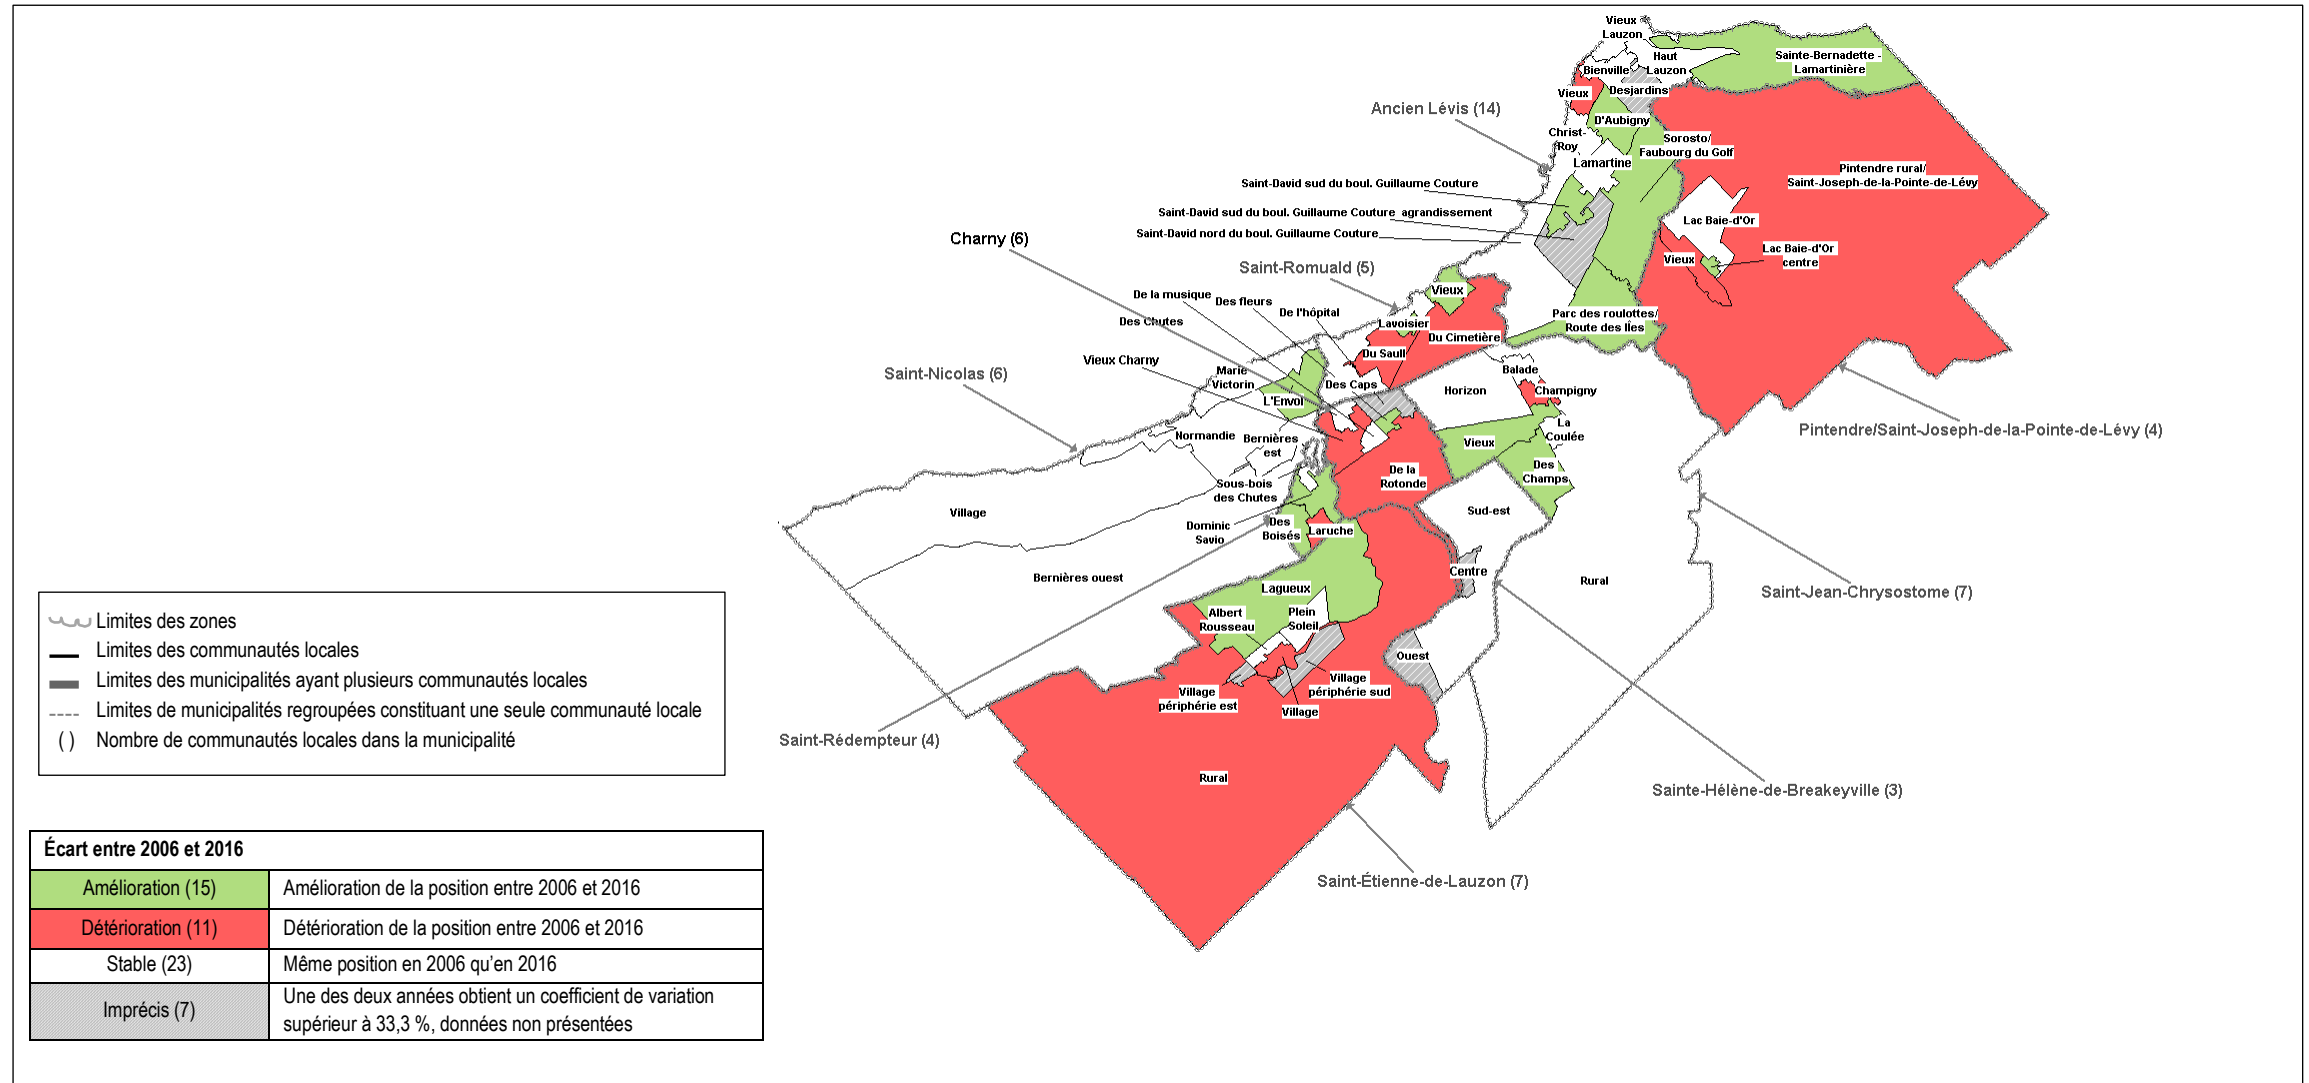 Vieux
Lauzon
Haut
Lauzon
Sainte-Bernadette -
Lamartinière
Bienville
Desjardins
Vieux
Ancien Lévis (14)
D'Aubigny
Christ-
Roy
Sorosto/
Faubourg du Golf
Lamartine
Pintendre rural/
Saint-Joseph-de-la-Pointe-de-Lévy
Saint-David sud du boul. Guillaume Couture
Saint-David sud du boul. Guillaume Couture agrandissement
Saint-David nord du boul. Guillaume Couture
Lac Baie-d'Or
Lac Baie-d'Or
centre
Vieux
Charny (6)
Saint-Romuald (5)
Vieux
De la musique
Des fleurs
De l'hôpital
Des Chutes
Lavoisier
Du Cimetière
Parc des roulottes/
Route des Iles
Du Sault
Vieux Charny
Saint-Nicolas (6)
Marie
Victorin
Des Caps
Balade
Horizon
Champigny
L'Envol
La
Coulée
Pintendre/Saint-Joseph-de-la-Pointe-de-Lévy (4)
Normandie
Bernières
est
Vieux
De la
Rotonde
Des
Champs
Sous-bois
des Chutes
Village
Sud-est
Dominic
Savio
Des
Boisés
Laruche
Bernières ouest
Centre
Rural
Lagueux
Saint-Jean-Chrysostome (7)
Albert
Rousseau
Plein
Soleil
Ouest
Village
périphérie est
Village
périphérie sud
Village
Saint-Rédempteur (4)
Rural
Sainte-Hélène-de-Breakeyville (3)
Saint-Étienne-de-Lauzon (7)
Limites des zones
Limites des communautés locales
Limites des municipalités ayant plusieurs communautés locales
Limites de municipalités regroupées constituant une seule communauté locale
( ) Nombre de communautés locales dans la municipalité
Écart entre 2006 et 2016
Amélioration (15) Amélioration de la position entre 2006 et 2016
Détérioration (11) Détérioration de la position entre 2006 et 2016
Stable (23) Même position en 2006 qu'en 2016
Imprécis (7) Une des deux années obtient un coefficient de variation
supérieur à 33,3 %, données non présentées